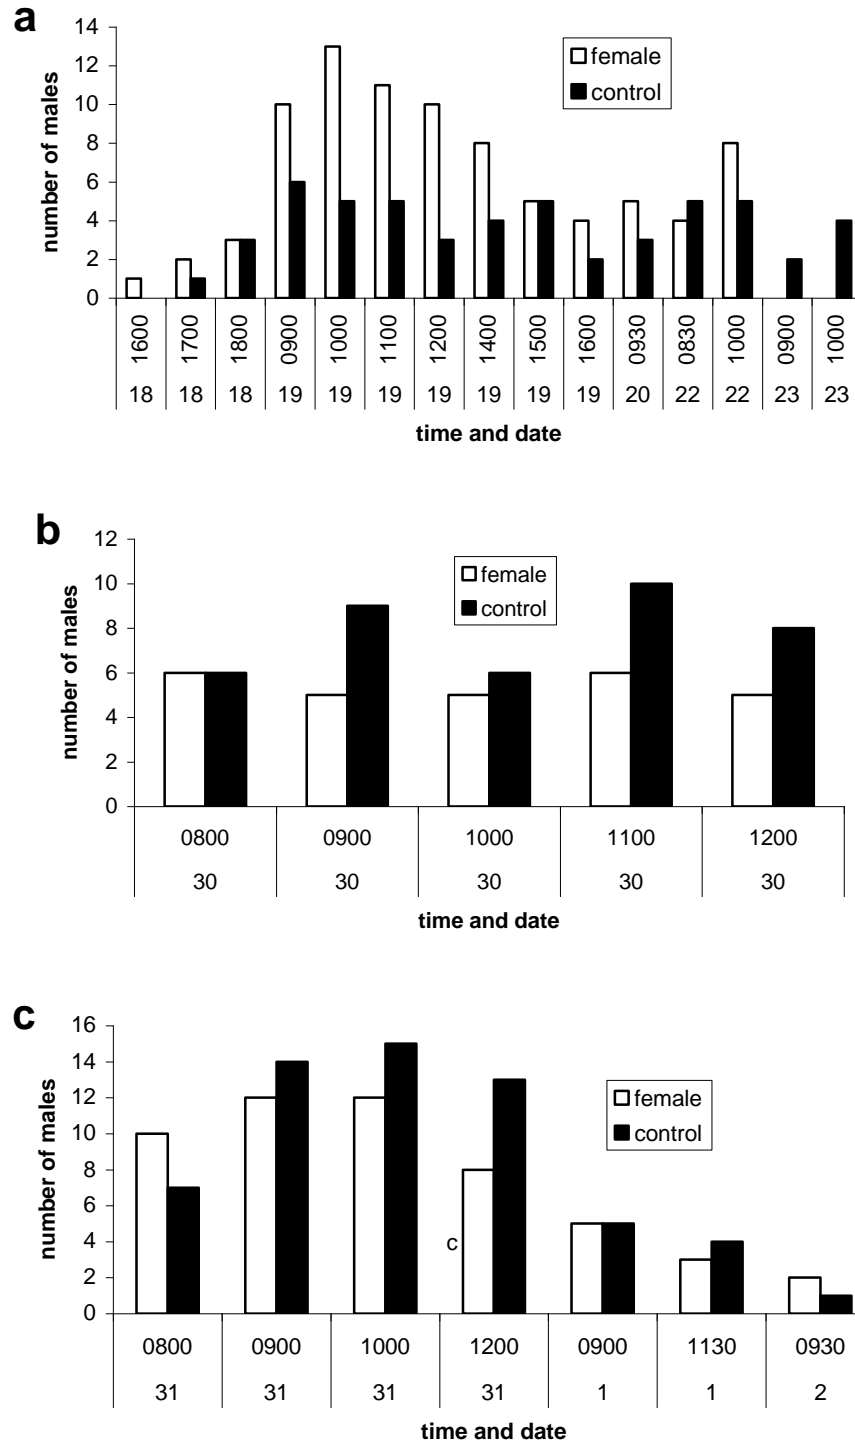 a
14
12
10
8
6
4
2
0
number of males
female
control
1600 1700 1800 0900 1000 1100 1200 1400 1500 1600 0930 0830 1000 0900 1000
18 18 18 19 19 19 19 19 19 19 20 22 22 23 23
time and date
b
12
10
8
6
4
2
0
number of males
female
control
0800 0900 1000 1100 1200
30 30 30 30 30
time and date
c
16
14
12
10
8
6
4
2
0
number of males
female
control
c
0800 0900 1000 1200 0900 1130 0930
31 31 31 31 1 1 2
time and date